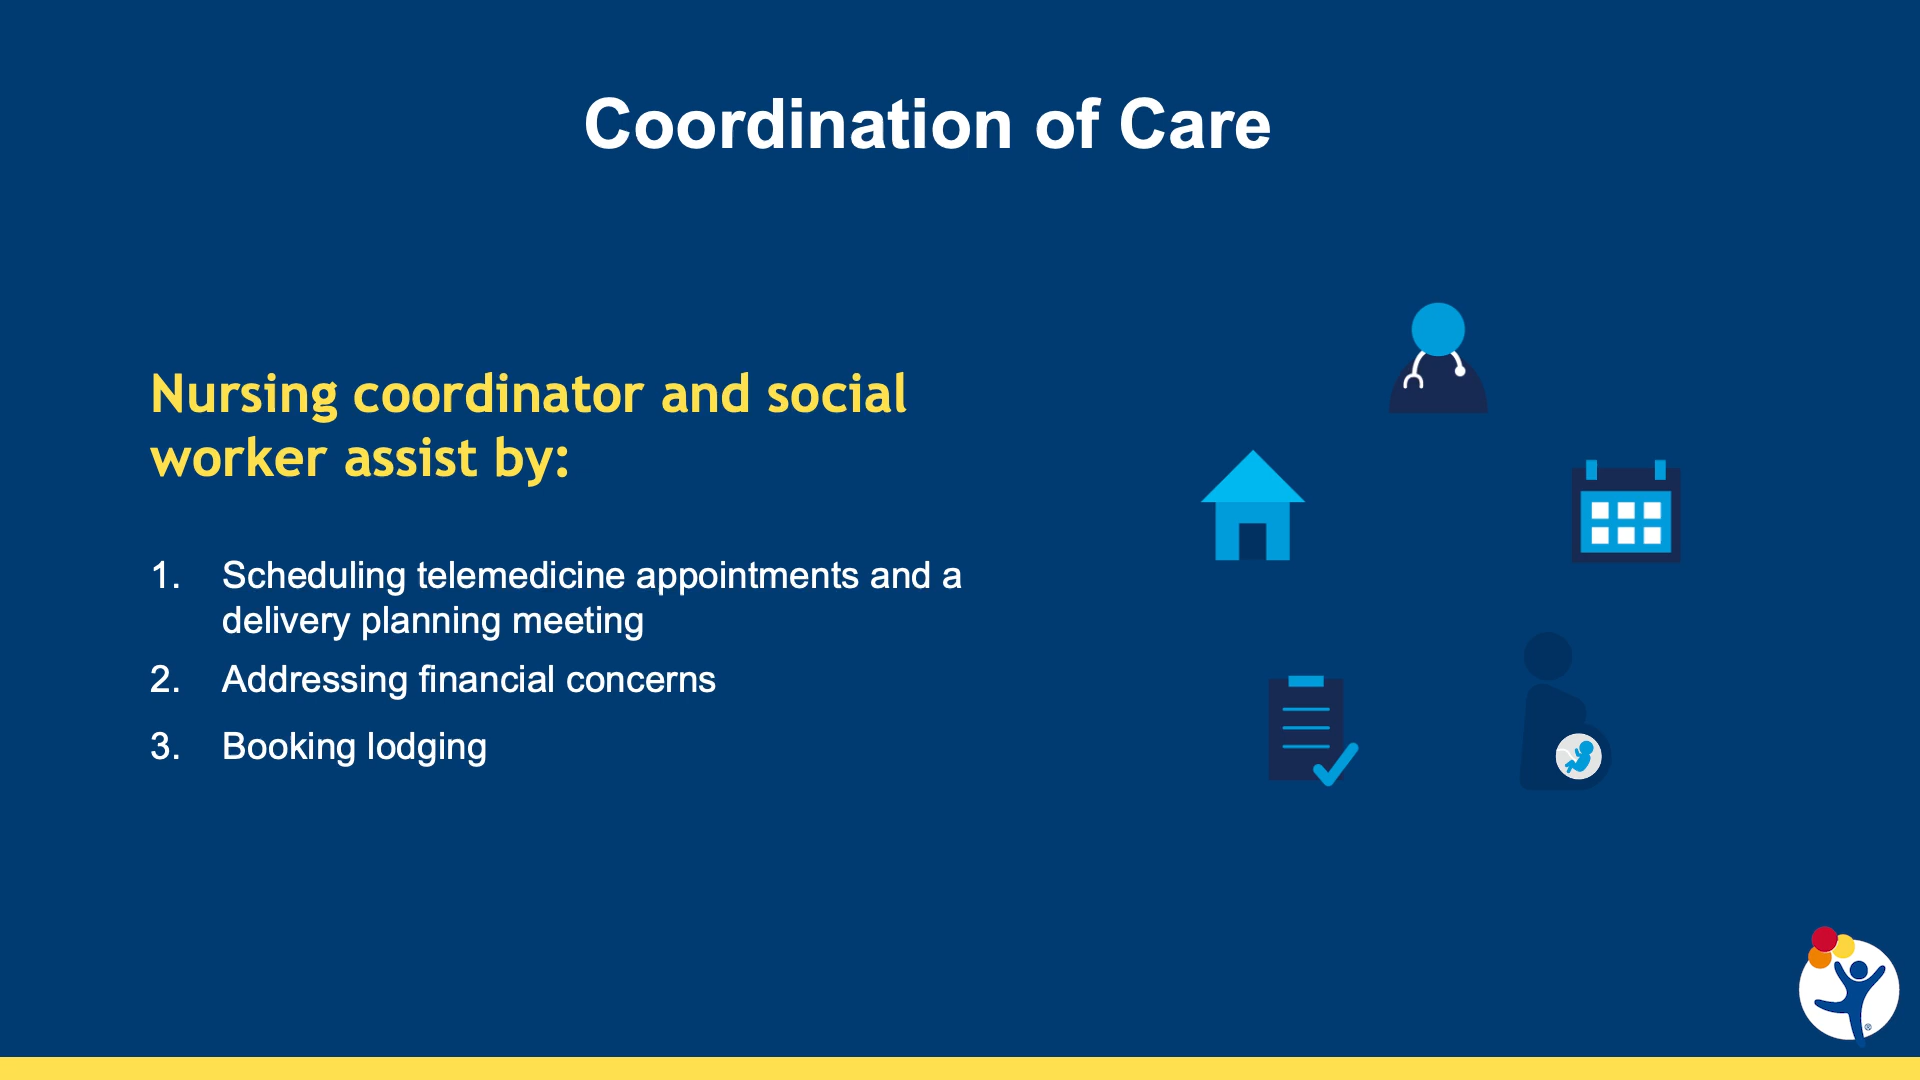 Coordination of Care
Nursing coordinator and social
worker assist by:
1. Scheduling telemedicine appointments and a
delivery planning meeting
2. Addressing financial concerns
3. Booking lodging
®